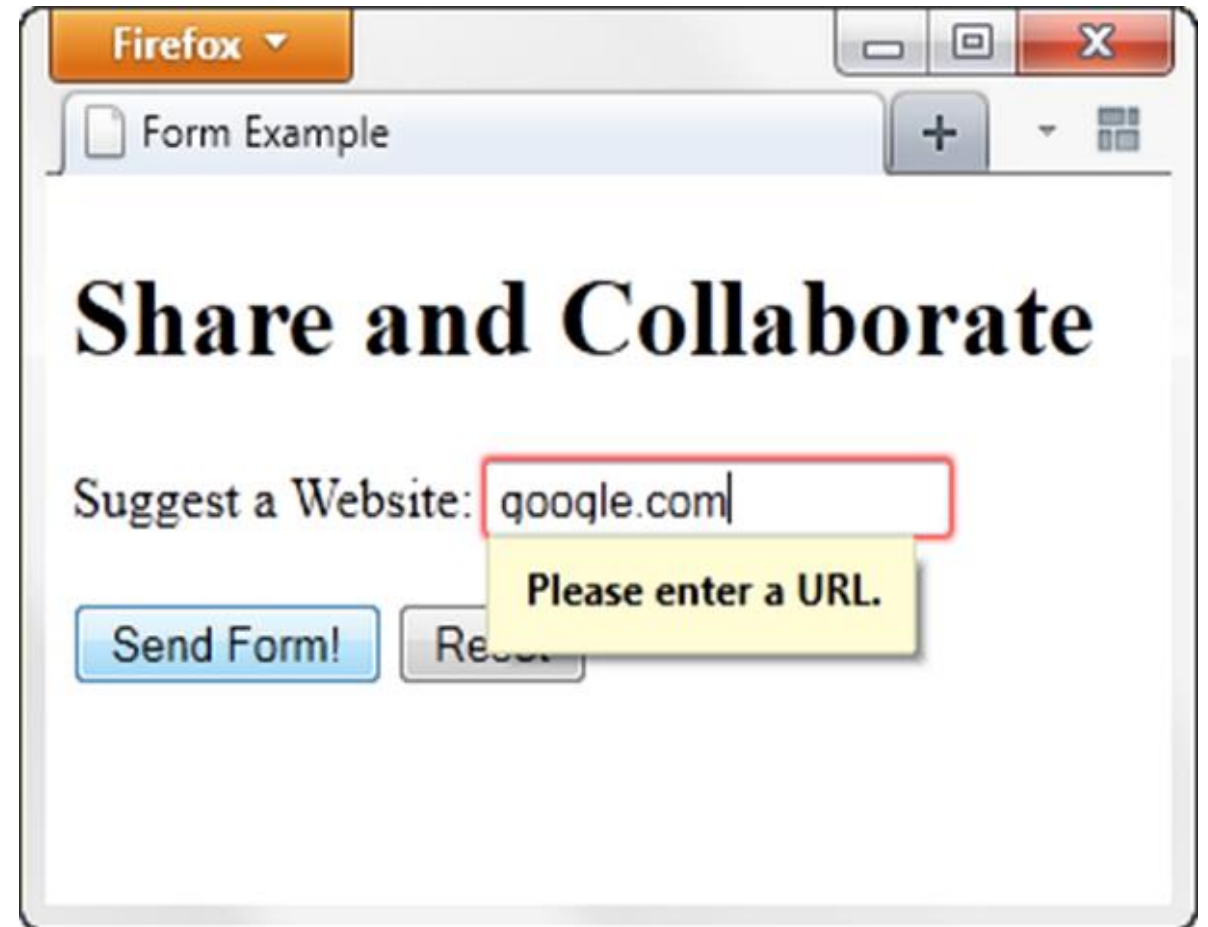 Firefox
Form Example
Share and Collaborate
Suggest a Website: google.com
Please enter a URL.
Send Form!